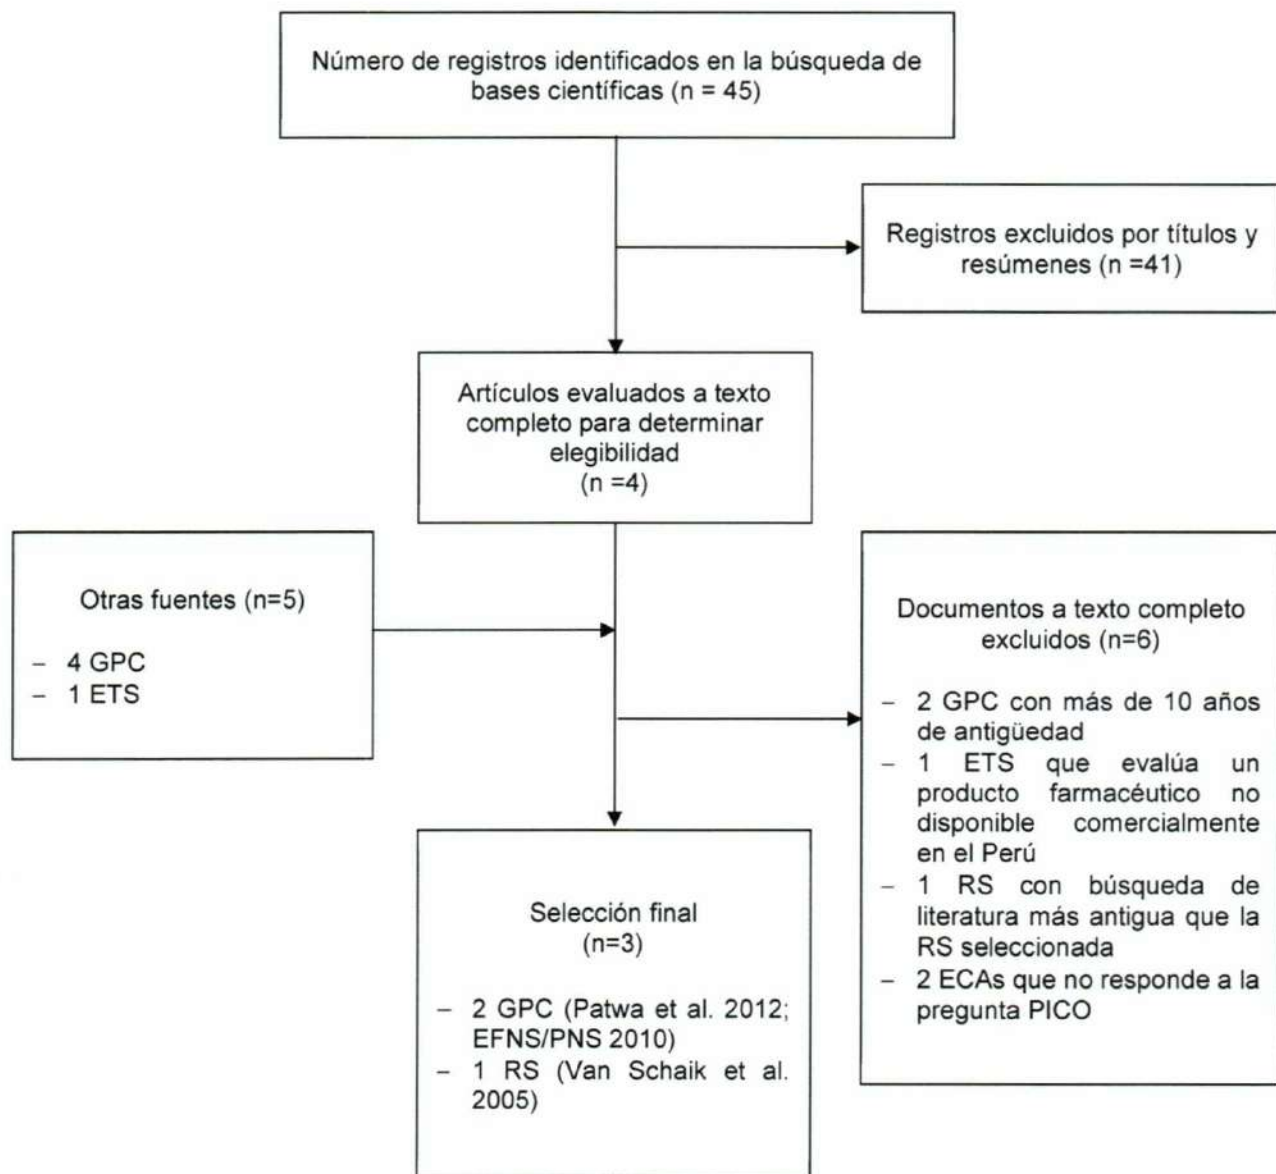 Número de registros identificados en la búsqueda de
bases científicas (n = 45)
Registros excluidos por títulos y
resúmenes (n =41)
Artículos evaluados a texto
completo para determinar
elegibilidad
(n =4)
Otras fuentes (n=5)
– 4 GPC
– 1 ETS
Documentos a texto completo
excluidos (n=6)
– 2 GPC con más de 10 años
de antigüedad
– 1 ETS que evalúa un
producto farmacéutico no
disponible comercialmente
en el Perú
– 1 RS con búsqueda de
literatura más antigua que la
RS seleccionada
– 2 ECAs que no responde a la
pregunta PICO
Selección final
(n=3)
– 2 GPC (Patwa et al. 2012;
EFNS/PNS 2010)
– 1 RS (Van Schaik et al.
2005)